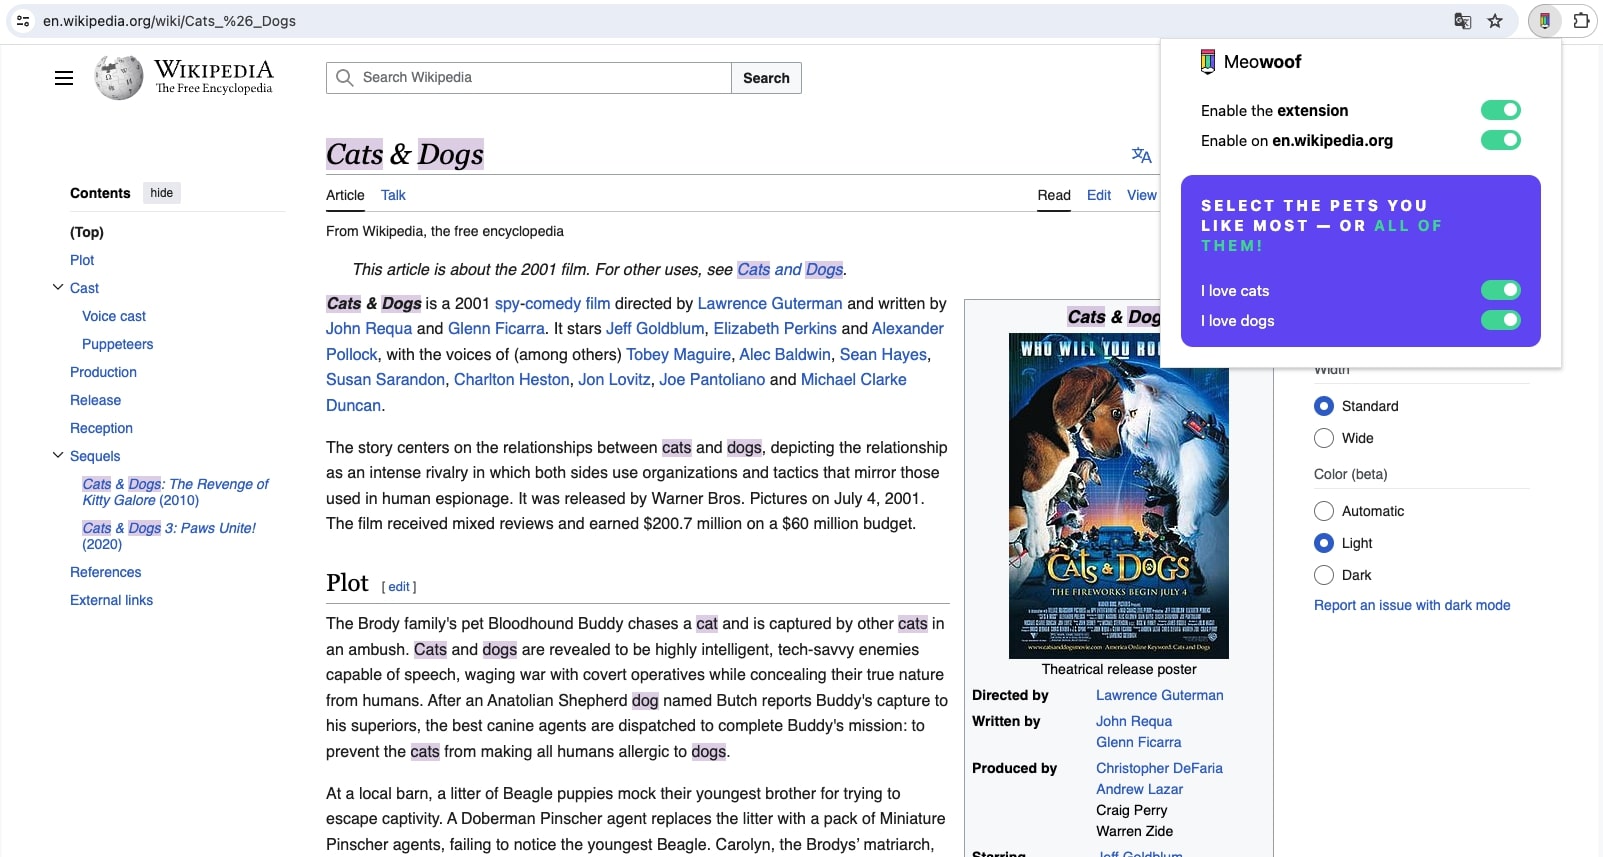 en.wikipedia.org/wiki/Cats_%26_Dogs
Meowoof
Enable the extension
Enable on en.wikipedia.org
SELECT THE PETS YOU
LIKE MOST — OR ALL OF
THEM!
I love cats
I love dogs
WIKIPEDIA
The Free Encyclopedia
Search Wikipedia
Search
Contents
hide
(Top)
Plot
Cast
Voice cast
Puppeteers
Production
Release
Reception
Sequels
Cats & Dogs: The Revenge of
Kitty Galore (2010)
Cats & Dogs 3: Paws Unite!
(2020)
References
External links
Cats & Dogs
Article
Talk
Read
Edit
View
From Wikipedia, the free encyclopedia
This article is about the 2001 film. For other uses, see Cats and Dogs.
Cats & Dogs is a 2001 spy-comedy film directed by Lawrence Guterman and written by
John Requa and Glenn Ficarra. It stars Jeff Goldblum, Elizabeth Perkins and Alexander
Pollock, with the voices of (among others) Tobey Maguire, Alec Baldwin, Sean Hayes,
Susan Sarandon, Charlton Heston, Jon Lovitz, Joe Pantoliano and Michael Clarke
Duncan.
The story centers on the relationships between cats and dogs, depicting the relationship
as an intense rivalry in which both sides use organizations and tactics that mirror those
used in human espionage. It was released by Warner Bros. Pictures on July 4, 2001.
The film received mixed reviews and earned $200.7 million on a $60 million budget.
Plot [ edit ]
The Brody family's pet Bloodhound Buddy chases a cat and is captured by other cats in
an ambush. Cats and dogs are revealed to be highly intelligent, tech-savvy enemies
capable of speech, waging war with covert operatives while concealing their true nature
from humans. After an Anatolian Shepherd dog named Butch reports Buddy's capture to
his superiors, the best canine agents are dispatched to complete Buddy's mission: to
prevent the cats from making all humans allergic to dogs.
At a local barn, a litter of Beagle puppies mock their youngest brother for trying to
escape captivity. A Doberman Pinscher agent replaces the litter with a pack of Miniature
Pinscher agents, failing to notice the youngest Beagle. Carolyn, the Brodys’ matriarch,
Cats & Dog
WHO WILL YOU RO
CATS & DOGS
THE FIREWORKS BEGIN JULY 4
www.catsanddogsmovie.com America Online Keyword: Cats and Dogs
Theatrical release poster
Directed by Lawrence Guterman
Written by John Requa
Glenn Ficarra
Produced by Christopher DeFaria
Andrew Lazar
Craig Perry
Warren Zide
Starring Jeff Goldblum
Width
Standard
Wide
Color (beta)
Automatic
Light
Dark
Report an issue with dark mode